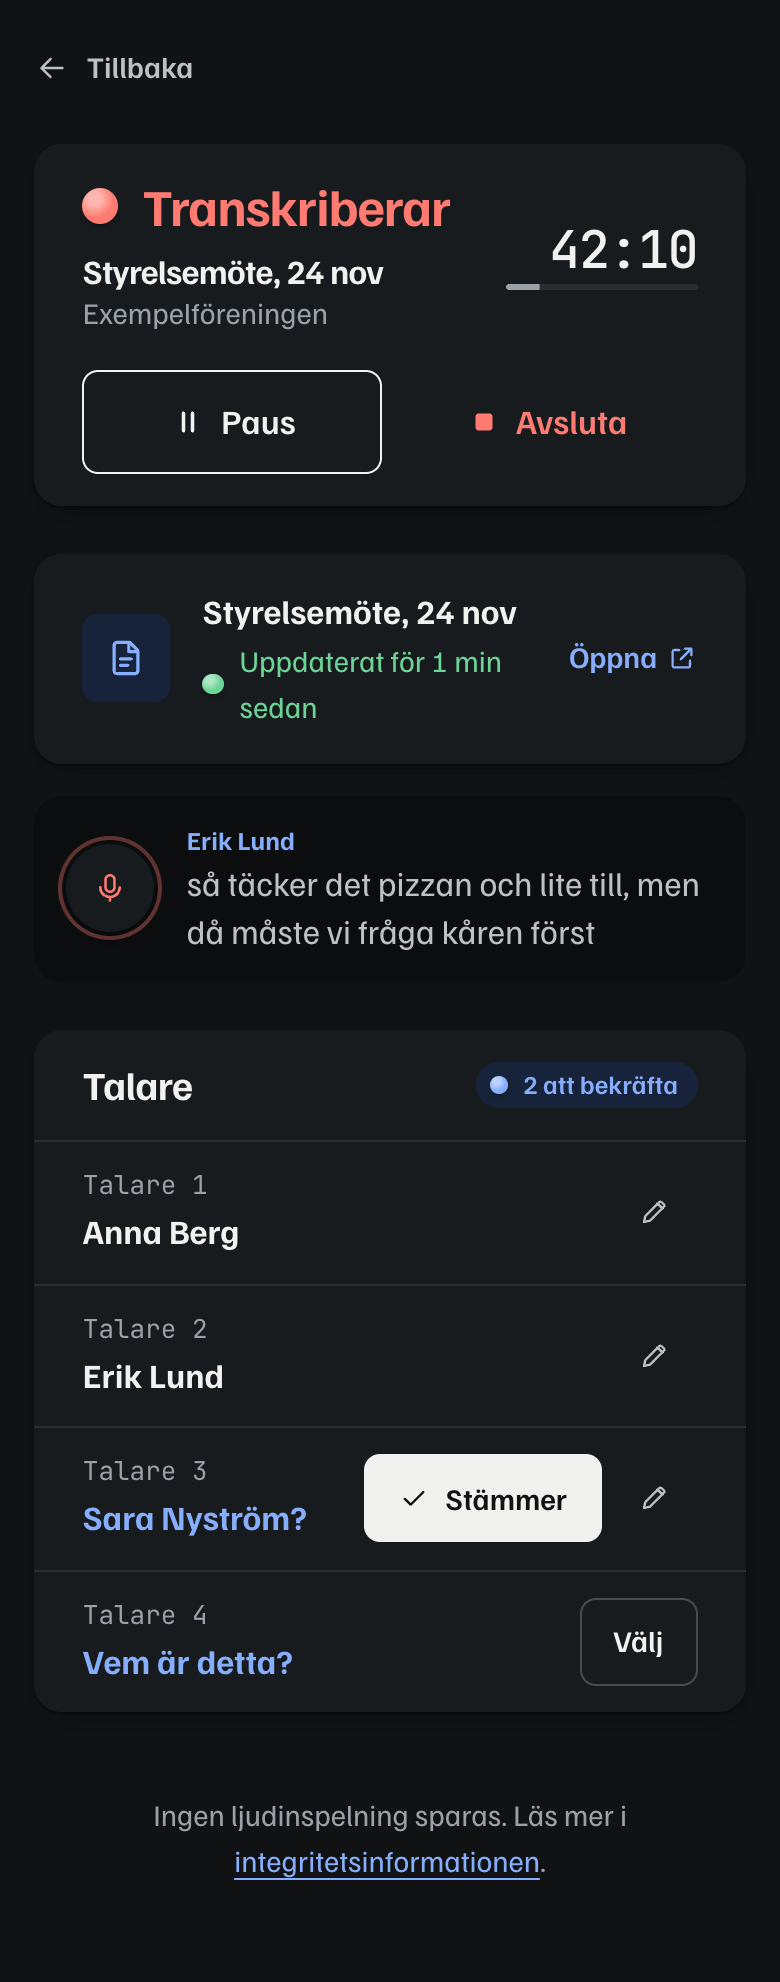 Tillbaka
Transkriberar
42:10
Styrelsemöte, 24 nov
Exempelföreningen
Paus
Avsluta
Styrelsemöte, 24 nov
Uppdaterat för 1 min
sedan
Öppna
Erik Lund
så täcker det pizzan och lite till, men
då måste vi fråga kåren först
Talare
2 att bekräfta
Talare 1
Anna Berg
Talare 2
Erik Lund
Talare 3
Sara Nyström?
Stämmer
Talare 4
Vem är detta?
Välj
Ingen ljudinspelning sparas. Läs mer i
integritetsinformationen.